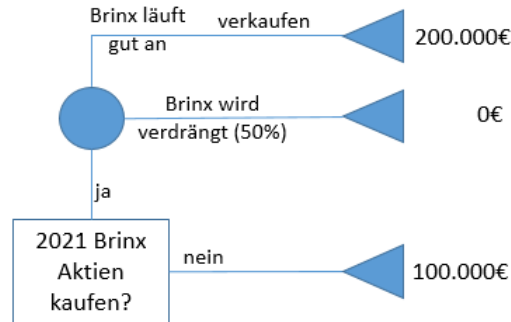 Brinx läuft
gut an
verkaufen
200.000€
Brinx wird
verdrängt (50%)
0€
ja
2021 Brinx
Aktien
kaufen?
nein
100.000€